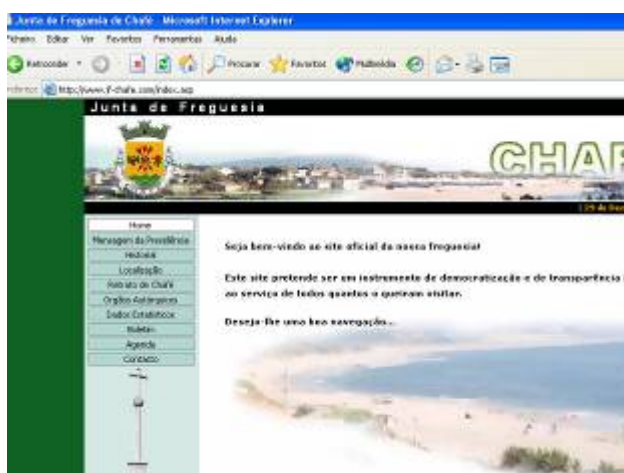 Junta de Freguesia de Chafé - Microsoft Internet Explorer
Ficheiro Editar Ver Favoritos Ferramentas Ajuda
Retroceder Procurar Favoritos Multimédia
http://www.jf-chafe.com/index.asp
Junta de Freguesia
CHAF
Home
Mensagem da Presidência
Historial
Localização
Retrato de Chafé
Orgãos Autárquicos
Dados Estatísticos
Boletim
Agenda
Contacto
Seja bem-vindo ao site oficial da nossa freguesia!
Este site pretende ser um instrumento de democratização e de transparência
ao serviço de todos quantos o queiram visitar.
Deseja-lhe uma boa navegação...